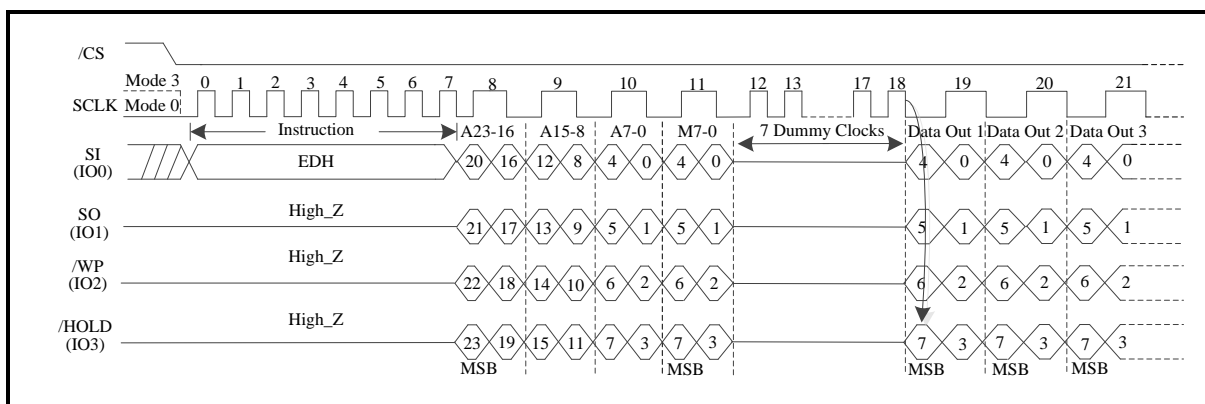 /CS
Mode 3 0 1 2 3 4 5 6 7 8 9 10 11 12 13 17 18 19 20 21
SCLK Mode 0
Instruction A23-16 A15-8 A7-0 M7-0 7 Dummy Clocks Data Out 1 Data Out 2 Data Out 3
SI
(IO0) EDH 20 16 12 8 4 0 4 0 4 0 4 0 4 0
High_Z
SO
(IO1) 21 17 13 9 5 1 5 1 5 1 5 1 5 1
High_Z
/WP
(IO2) 22 18 14 10 6 2 6 2 6 2 6 2 6 2
High_Z
/HOLD
(IO3) 23 19 15 11 7 3 7 3 7 3 7 3 7 3
MSB MSB MSB MSB MSB